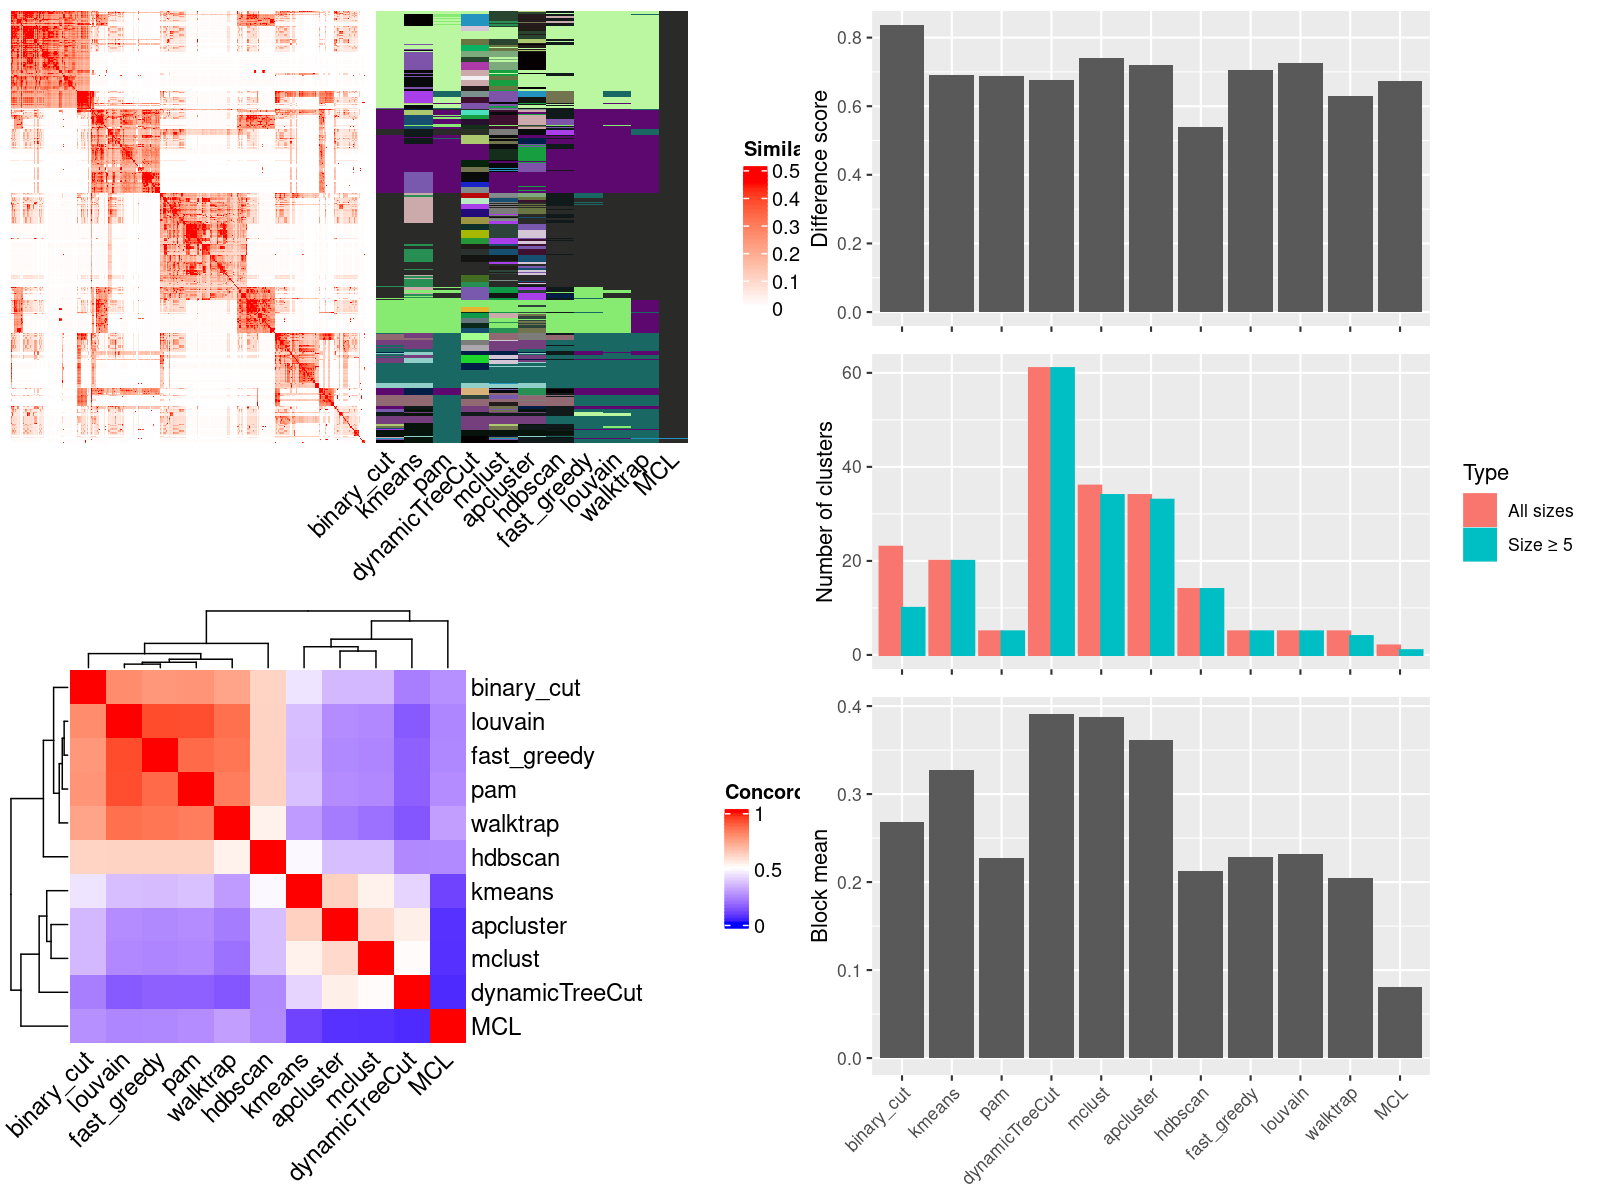 Simila
0.5
0.4
0.3
0.2
0.1
0
binary_cut
kmeans
pam
dynamicTreeCut
mclust
apcluster
hdbscan
fast_greedy
louvain
walktrap
MCL
binary_cut
louvain
fast_greedy
pam
walktrap
hdbscan
kmeans
apcluster
mclust
dynamicTreeCut
MCL
Concorc
1
0.5
0
binary_cut
louvain
fast_greedy
pam
walktrap
hdbscan
kmeans
apcluster
mclust
dynamicTreeCut
MCL
Difference score
0.8
0.6
0.4
0.2
0.0
Number of clusters
60
40
20
0
Type
All sizes
Size ≥ 5
Block mean
0.4
0.3
0.2
0.1
0.0
binary_cut
kmeans
pam
dynamicTreeCut
mclust
apcluster
hdbscan
fast_greedy
louvain
walktrap
MCL